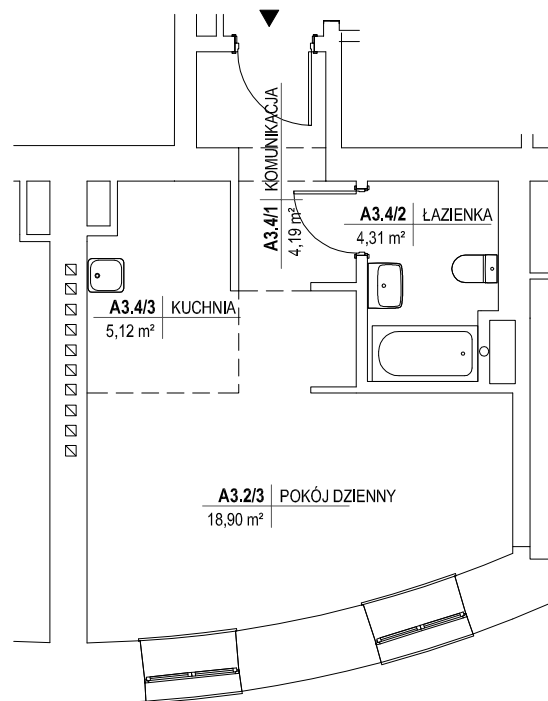 A3.4/1 KOMUNIKACJA
4,19 m²
A3.4/2 ŁAZIENKA
4,31 m²
A3.4/3 KUCHNIA
5,12 m²
A3.2/3 POKÓJ DZIENNY
18,90 m²